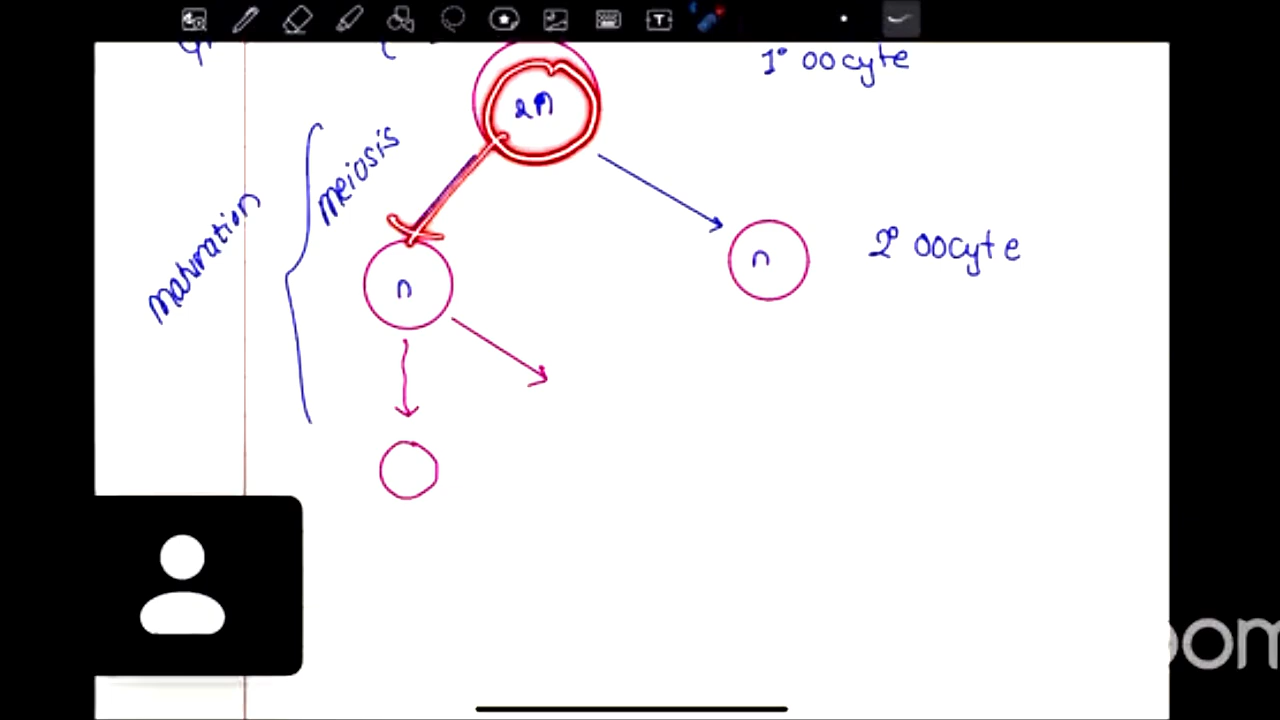 1° oocyte
2n
meiosis
maturation
n
n
2° oocyte
T